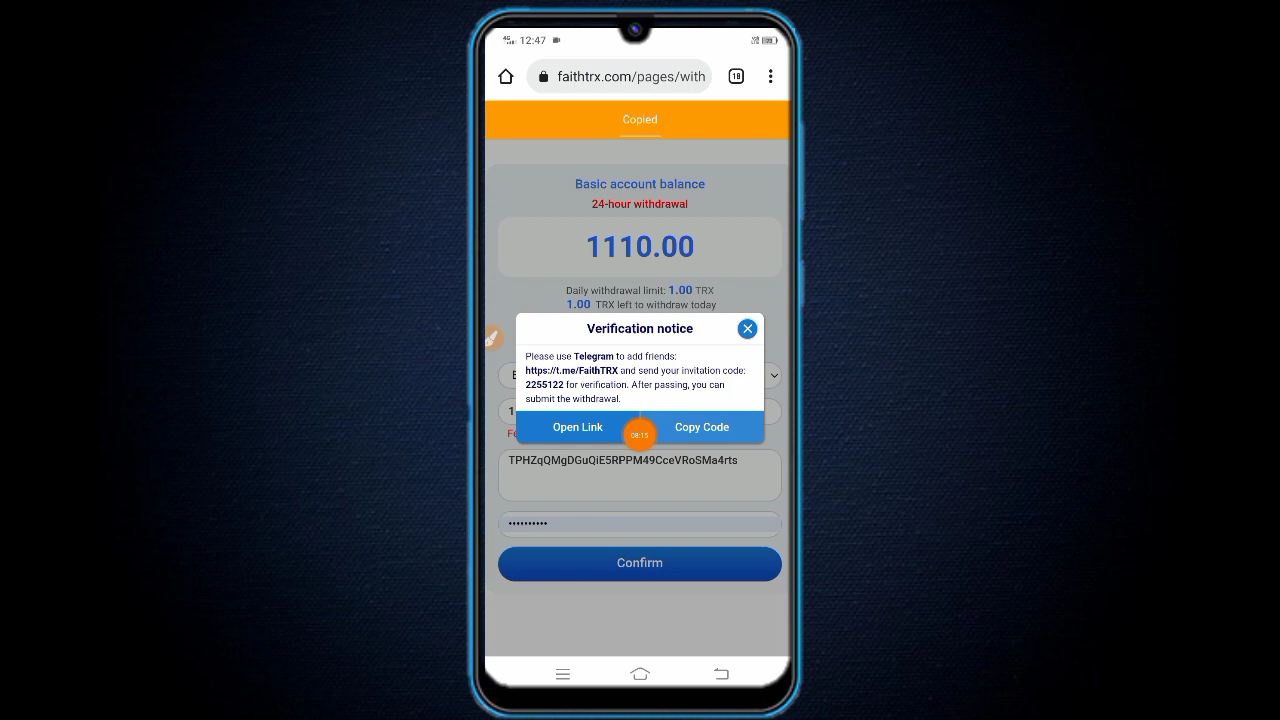 4G 12:47
faithtrx.com/pages/with 18
Copied
Basic account balance
24-hour withdrawal
1110.00
Daily withdrawal limit: 1.00 TRX
1.00 TRX left to withdraw today
Verification notice
Please use Telegram to add friends:
https://t.me/FaithTRX and send your invitation code:
2255122 for verification. After passing, you can
submit the withdrawal.
Open Link
Copy Code
TPHZqQMgDGuQiE5RPPM49CceVRoSMa4rts
••••••••••
Confirm